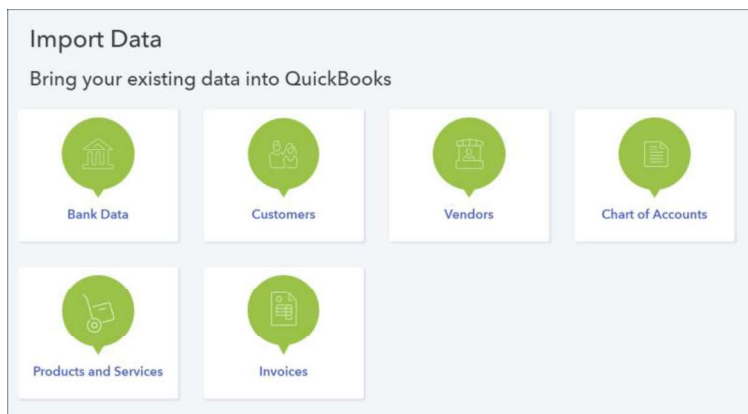 Import Data
Bring your existing data into QuickBooks
Bank Data
Customers
Vendors
Chart of Accounts
Products and Services
Invoices